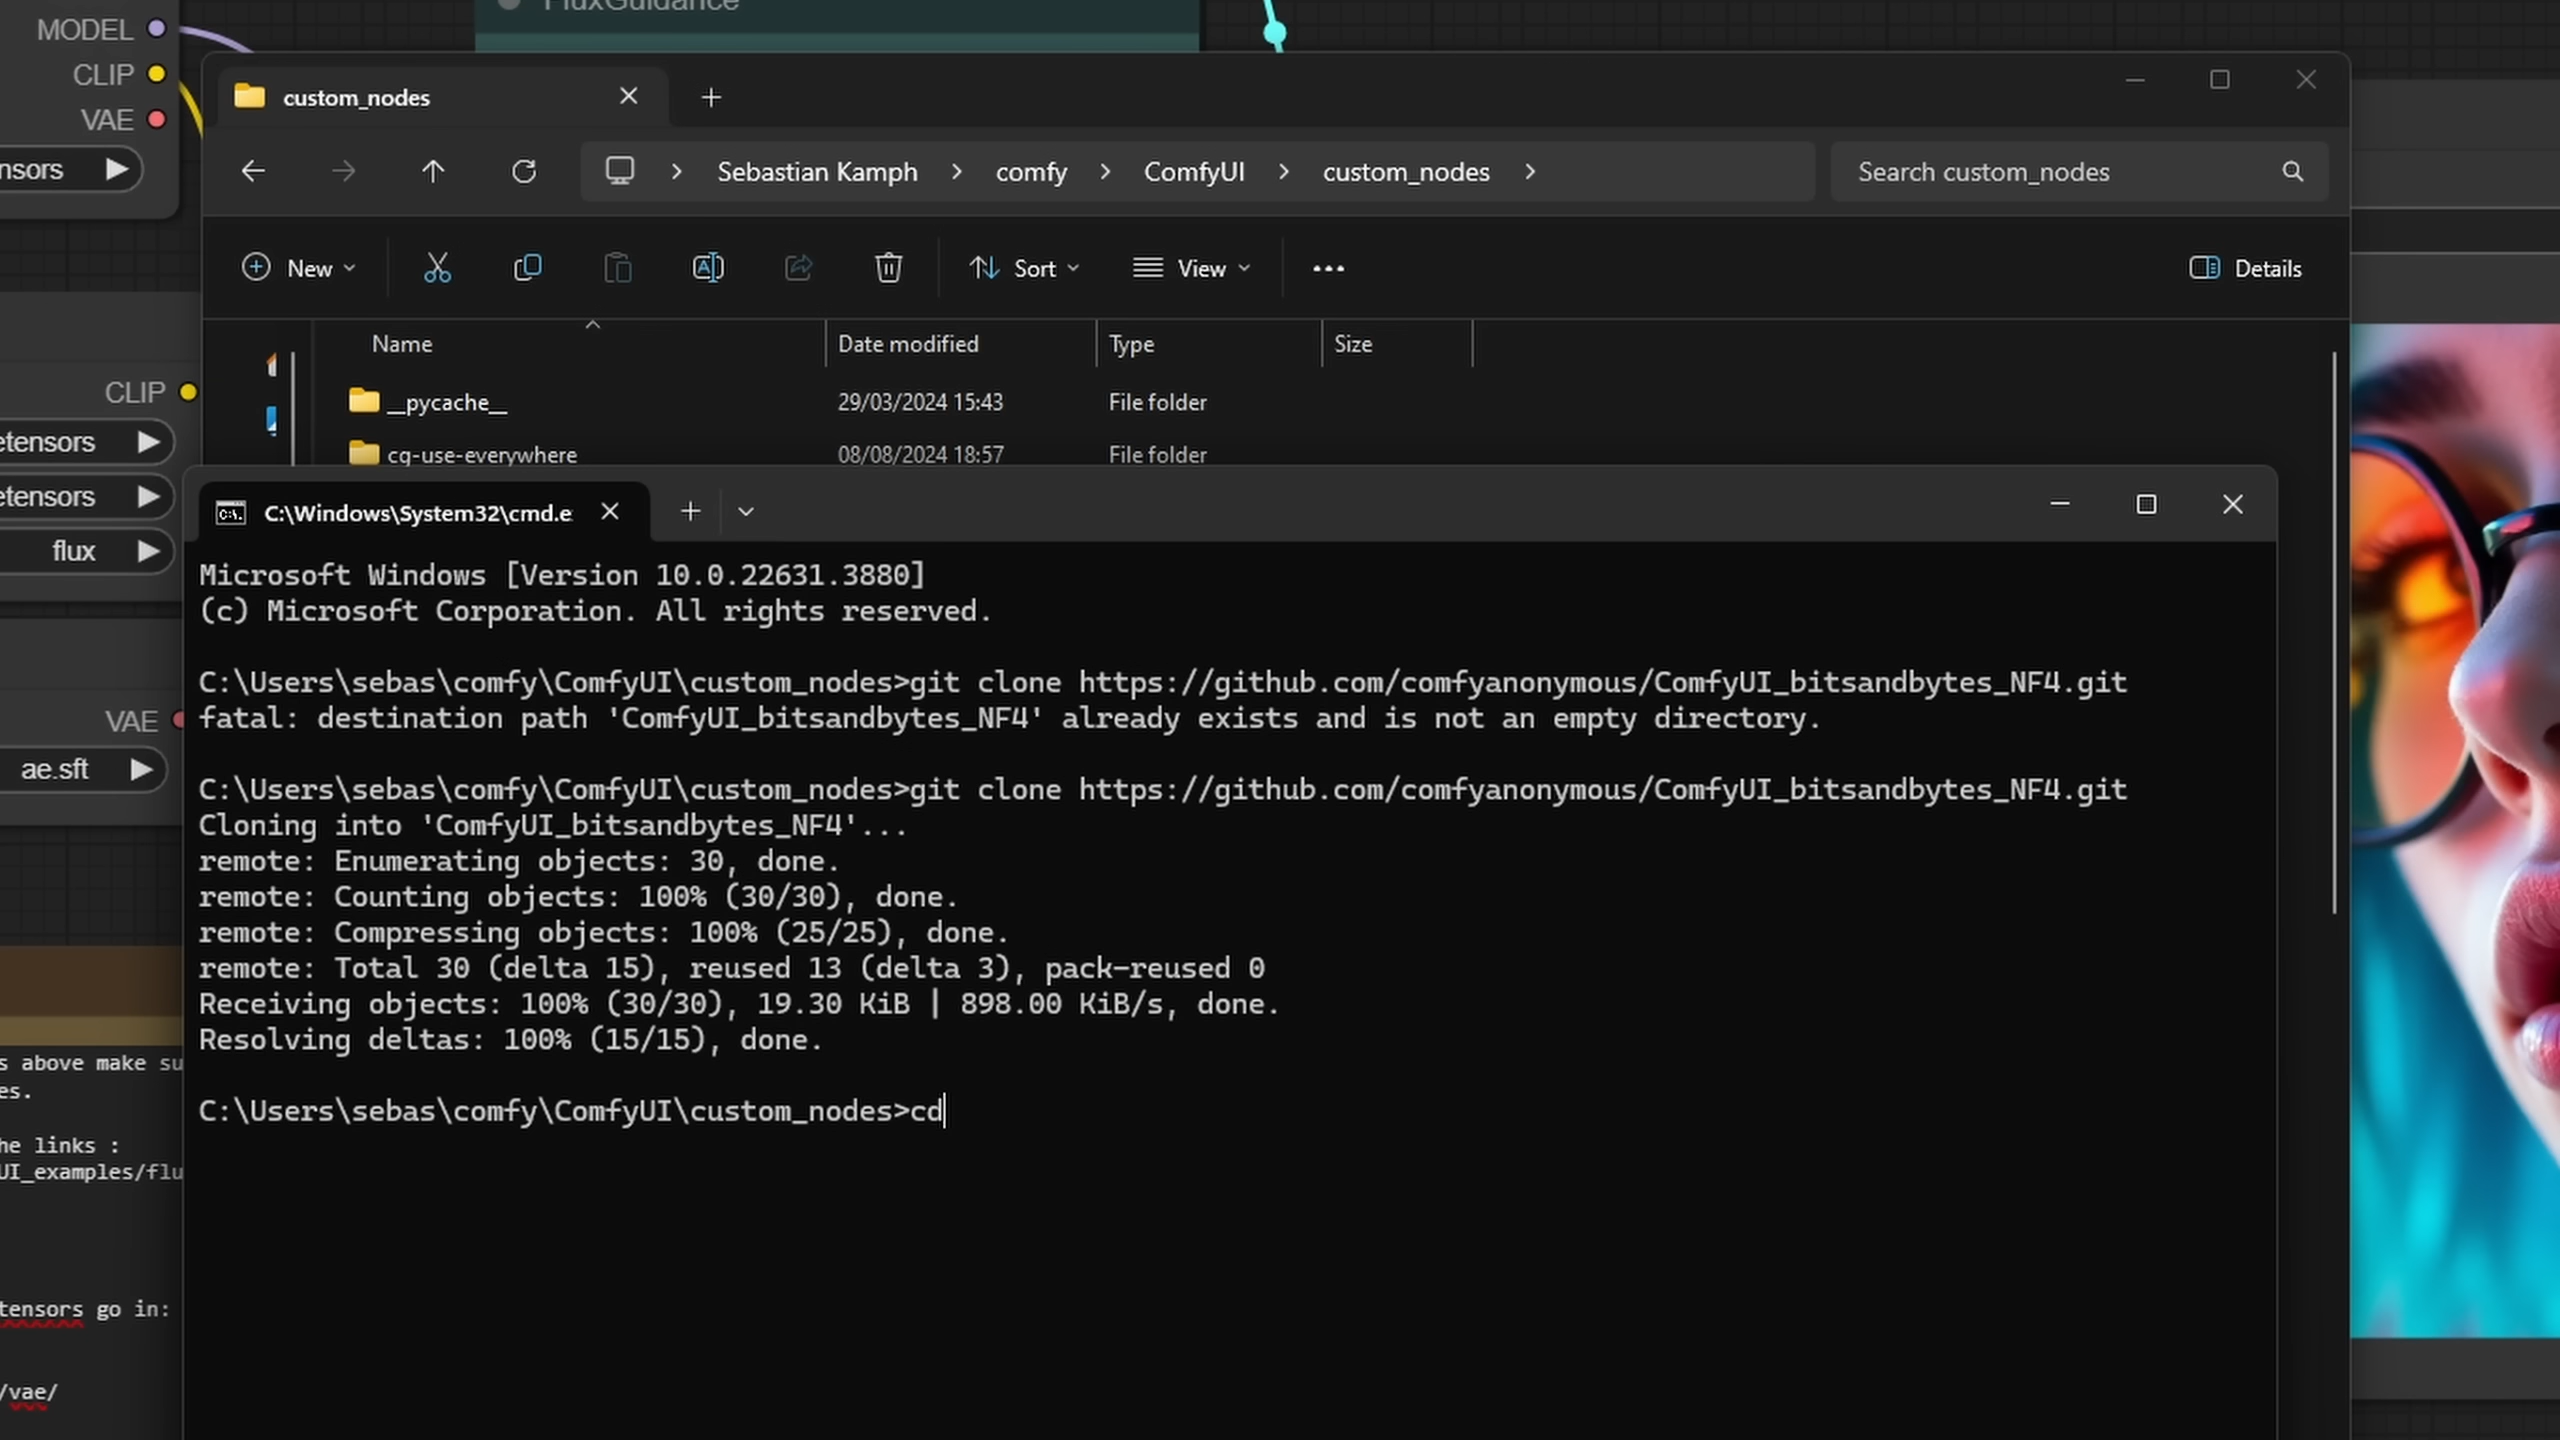 MODEL
CLIP
VAE
nsors
FluxGuidance
custom_nodes
Sebastian Kamph > comfy > ComfyUI > custom_nodes >
Search custom_nodes
New
Sort
View
Details
Name
Date modified
Type
Size
__pycache__
29/03/2024 15:43
File folder
cg-use-everywhere
08/08/2024 18:57
File folder
CLIP
etensors
etensors
flux
VAE
ae.sft
s above make su
es.
he links :
UI_examples/flu
tensors go in:
/vae/
C:\Windows\System32\cmd.e
Microsoft Windows [Version 10.0.22631.3880]
(c) Microsoft Corporation. All rights reserved.
C:\Users\sebas\comfy\ComfyUI\custom_nodes>git clone https://github.com/comfyanonymous/ComfyUI_bitsandbytes_NF4.git
fatal: destination path 'ComfyUI_bitsandbytes_NF4' already exists and is not an empty directory.
C:\Users\sebas\comfy\ComfyUI\custom_nodes>git clone https://github.com/comfyanonymous/ComfyUI_bitsandbytes_NF4.git
Cloning into 'ComfyUI_bitsandbytes_NF4'...
remote: Enumerating objects: 30, done.
remote: Counting objects: 100% (30/30), done.
remote: Compressing objects: 100% (25/25), done.
remote: Total 30 (delta 15), reused 13 (delta 3), pack-reused 0
Receiving objects: 100% (30/30), 19.30 KiB | 898.00 KiB/s, done.
Resolving deltas: 100% (15/15), done.
C:\Users\sebas\comfy\ComfyUI\custom_nodes>cd